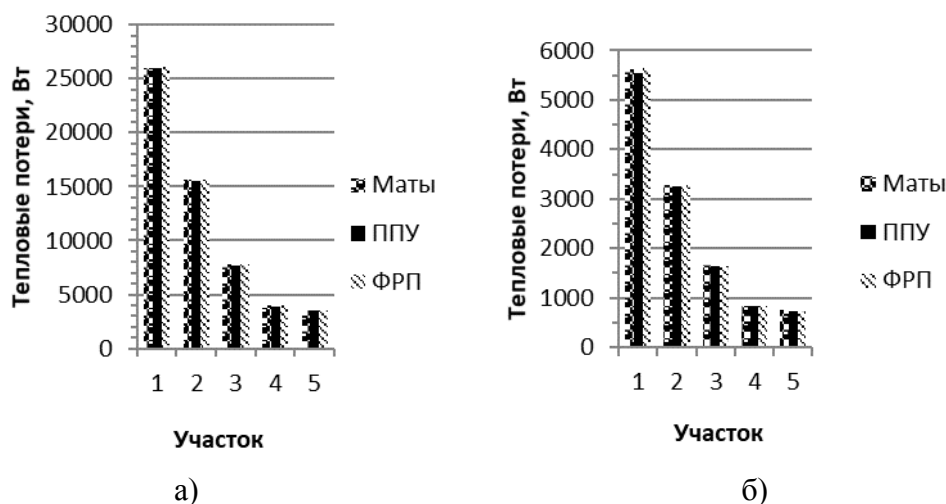 Тепловые потери, Вт
30000
25000
20000
15000
10000
5000
0
1 2 3 4 5
Участок
Маты
ППУ
ФРП
а)
Тепловые потери, Вт
6000
5000
4000
3000
2000
1000
0
1 2 3 4 5
Участок
Маты
ППУ
ФРП
б)